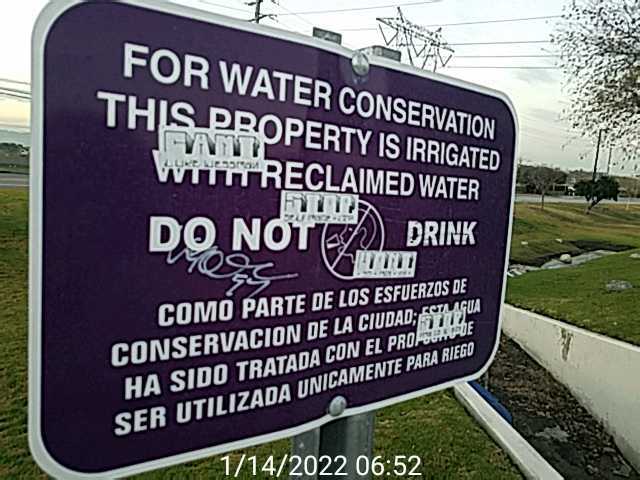 FOR WATER CONSERVATION
THIS PROPERTY IS IRRIGATED
WITH RECLAIMED WATER
DO NOT DRINK
COMO PARTE DE LOS ESFUERZOS DE
CONSERVACION DE LA CIUDAD; ESTA AGUA
HA SIDO TRATADA CON EL PROPOSITO DE
SER UTILIZADA UNICAMENTE PARA RIEGO
1/14/2022 06:52